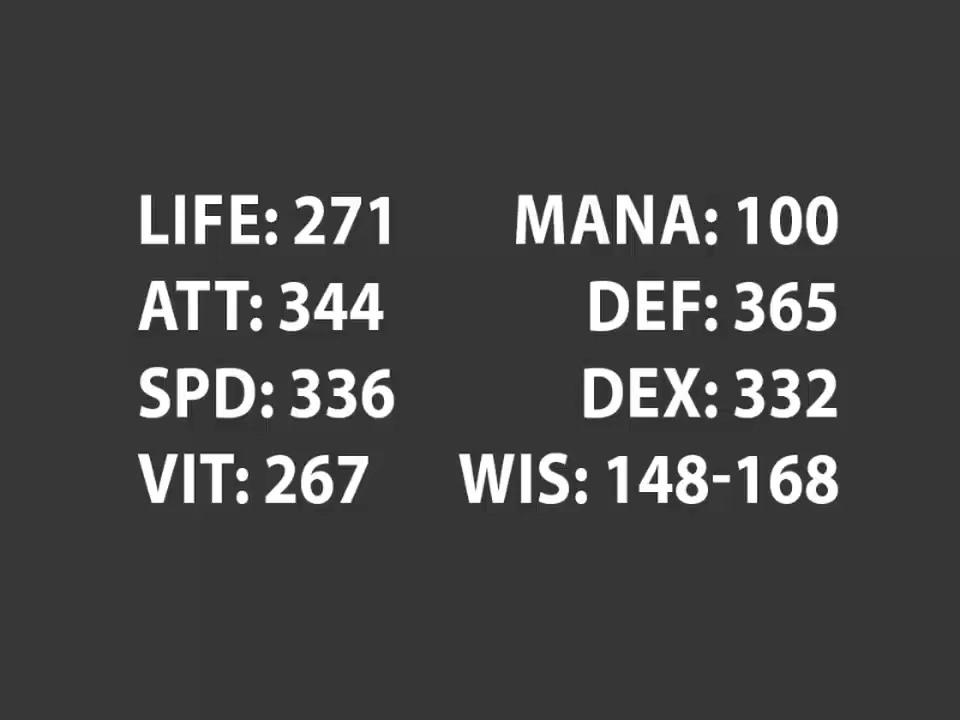 LIFE: 271 MANA: 100
ATT: 344 DEF: 365
SPD: 336 DEX: 332
VIT: 267 WIS: 148-168